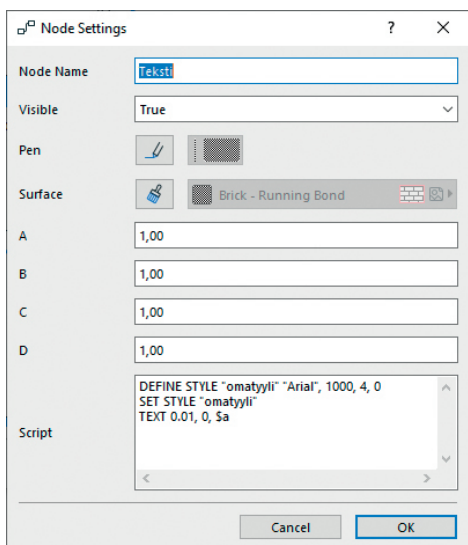 Node Settings
?
Node Name
Teksti
Visible
True
Pen
Surface
Brick - Running Bond
A
1,00
B
1,00
C
1,00
D
1,00
Script
DEFINE STYLE "omatyyli" "Arial", 1000, 4, 0
SET STYLE "omatyyli"
TEXT 0.01, 0, $a
Cancel
OK